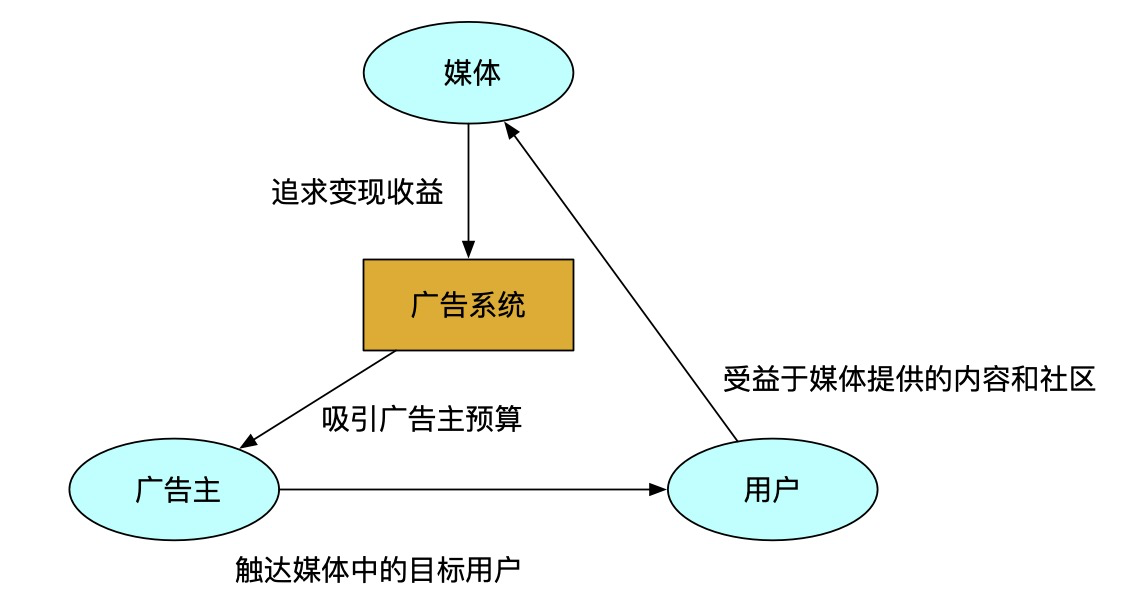 媒体
追求变现收益
广告系统
受益于媒体提供的内容和社区
吸引广告主预算
广告主
用户
触达媒体中的目标用户